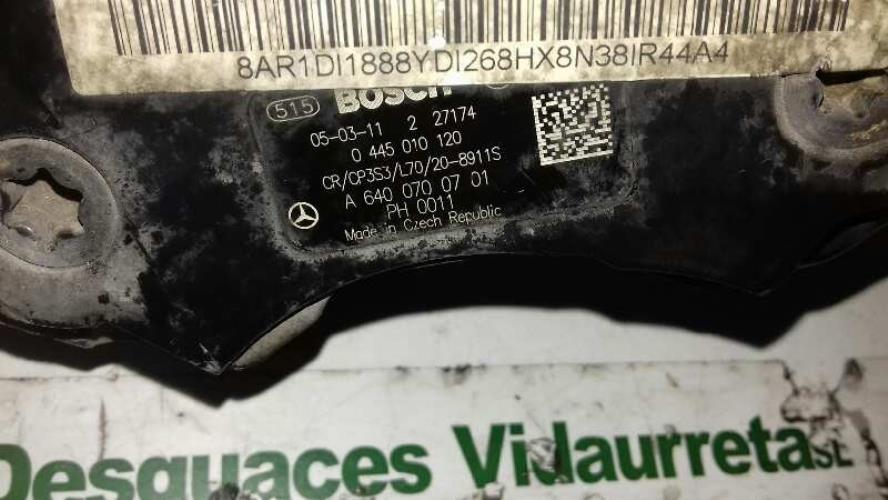 8AR1DI1888YDI268HX8N38IR44A4
515 BOSCH
05-03-11 2 27174
0 445 010 120
CR/CP3S3/L70/20-8911S
A 640 070 07 01
PH 0011
Made in Czech Republic
Desguaces Vidaurreta SL